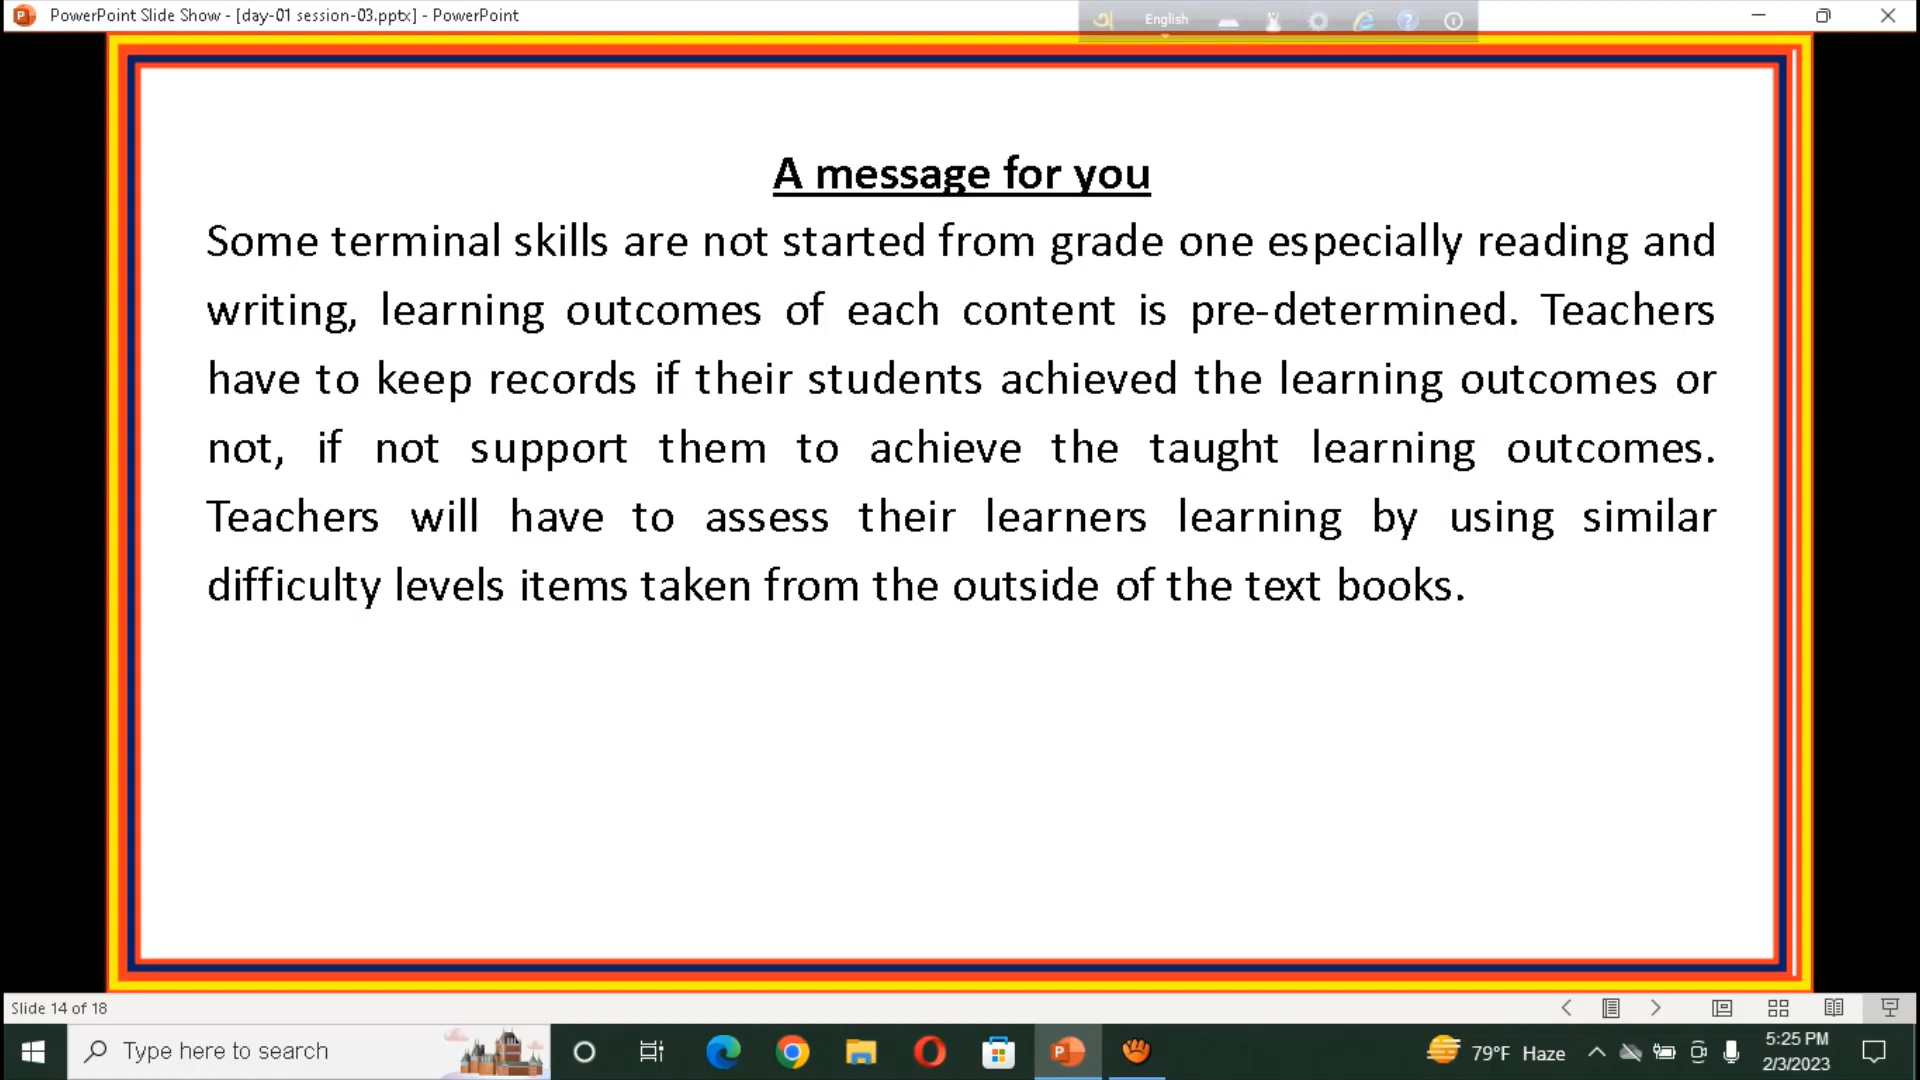 PowerPoint Slide Show - [day-01 session-03.pptx] - PowerPoint
অ English
A message for you
Some terminal skills are not started from grade one especially reading and
writing, learning outcomes of each content is pre-determined. Teachers
have to keep records if their students achieved the learning outcomes or
not, if not support them to achieve the taught learning outcomes.
Teachers will have to assess their learners learning by using similar
difficulty levels items taken from the outside of the text books.
Slide 14 of 18
Type here to search
79°F Haze
5:25 PM
2/3/2023